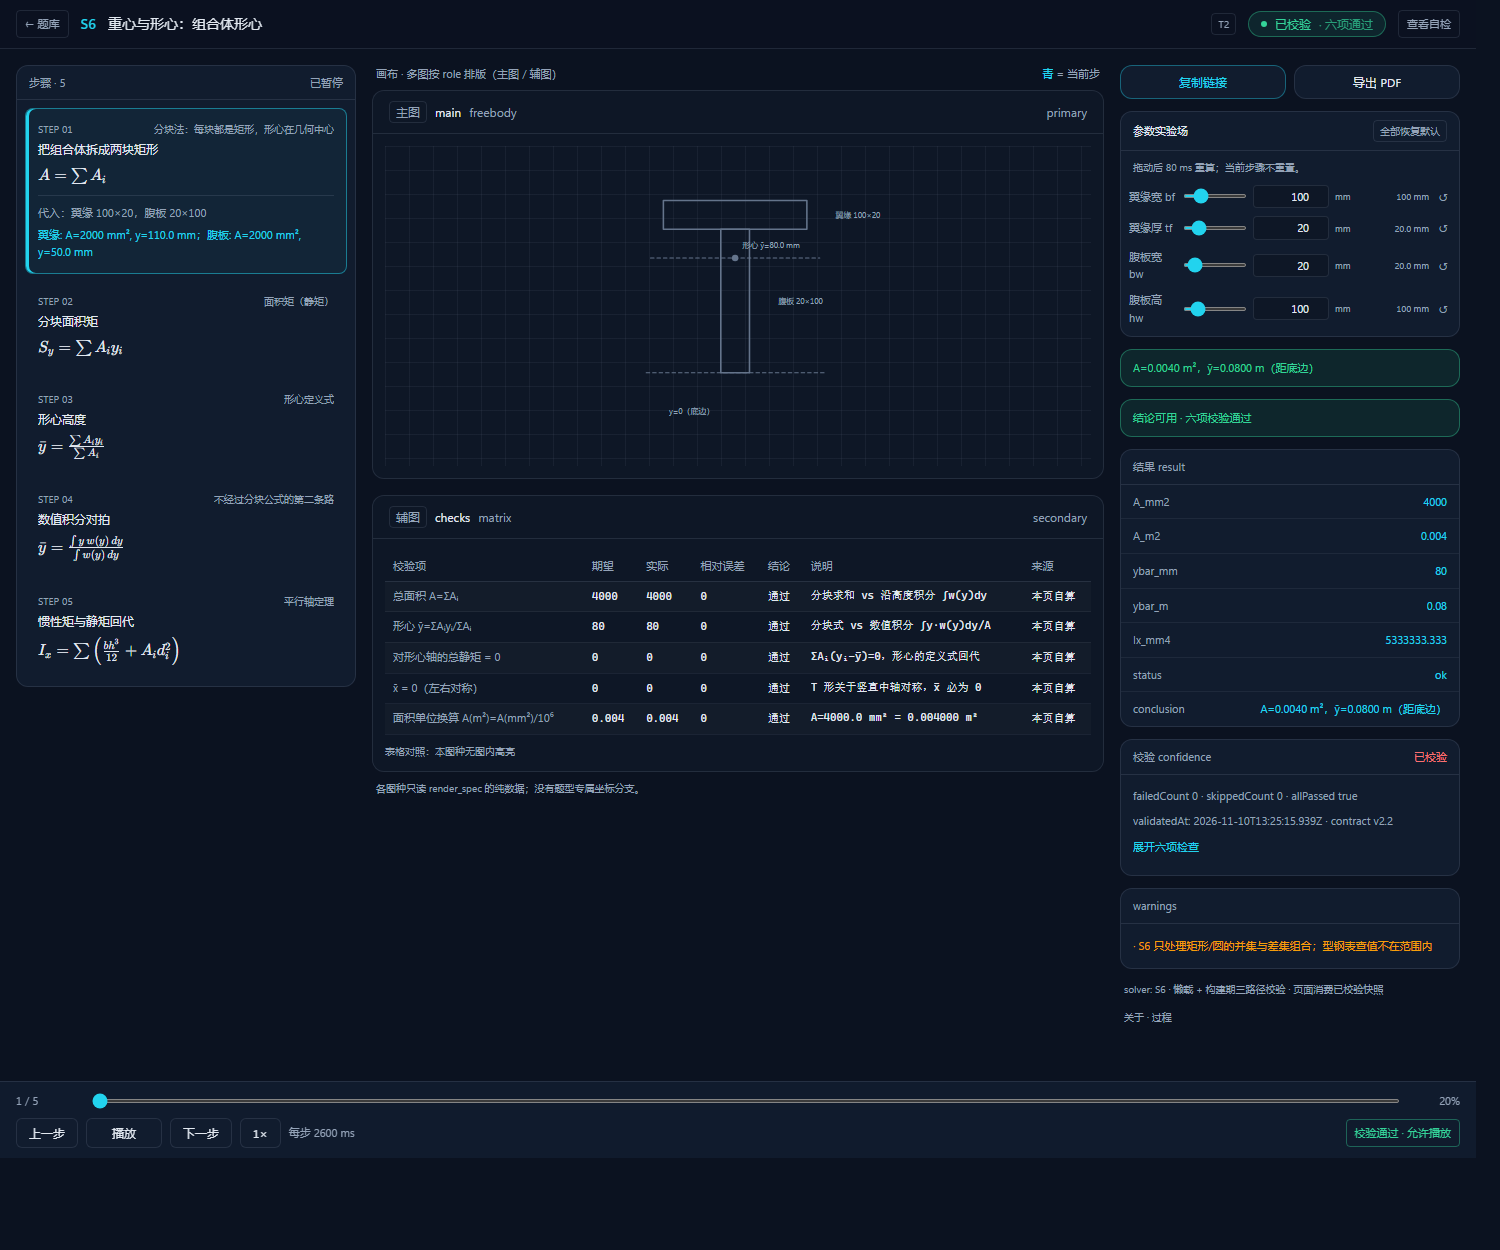 ← 题库
S6 重心与形心：组合体形心
T2
已校验 · 六项通过
查看自检
步骤 · 5
已暂停
STEP 01
分块法：每块都是矩形，形心在几何中心
把组合体拆成两块矩形
A = ∑ Aᵢ
代入：翼缘 100×20，腹板 20×100
翼缘: A=2000 mm², y=110.0 mm；腹板: A=2000 mm²,
y=50.0 mm
STEP 02
面积矩（静矩）
分块面积矩
S_y = ∑ Aᵢyᵢ
STEP 03
形心定义式
形心高度
ȳ = ∑ Aᵢyᵢ / ∑ Aᵢ
STEP 04
不经过分块公式的第二条路
数值积分对拍
ȳ = ∫ y w(y) dy / ∫ w(y) dy
STEP 05
平行轴定理
惯性矩与静矩回代
Iₓ = ∑ (bh³/12 + Aᵢdᵢ²)
画布 · 多图按 role 排版（主图 / 辅图）
青 = 当前步
主图 main freebody
primary
翼缘 100×20
形心 ȳ=80.0 mm
腹板 20×100
y=0（底边）
辅图 checks matrix
secondary
校验项 期望 实际 相对误差 结论 说明 来源
总面积 A=ΣAᵢ 4000 4000 0 通过 分块求和 vs 沿高度积分 ∫w(y)dy 本页自算
形心 ȳ=ΣAᵢyᵢ/ΣAᵢ 80 80 0 通过 分块式 vs 数值积分 ∫y·w(y)dy/A 本页自算
对形心轴的总静矩 = 0 0 0 0 通过 ΣAᵢ(yᵢ−ȳ)=0，形心的定义式回代 本页自算
x̄ = 0（左右对称） 0 0 0 通过 T 形关于竖直中轴对称，x̄ 必为 0 本页自算
面积单位换算 A(m²)=A(mm²)/10⁶ 0.004 0.004 0 通过 A=4000.0 mm² = 0.004000 m² 本页自算
表格对照：本图种无图内高亮
各图种只读 render_spec 的纯数据；没有题型专属坐标分支。
复制链接
导出 PDF
参数实验场
全部恢复默认
拖动后 80 ms 重算；当前步骤不重置。
翼缘宽 bf 100 mm 100 mm ↺
翼缘厚 tf 20 mm 20.0 mm ↺
腹板宽 bw 20 mm 20.0 mm ↺
腹板高 hw 100 mm 100 mm ↺
A=0.0040 m²，ȳ=0.0800 m（距底边）
结论可用 · 六项校验通过
结果 result
A_mm2 4000
A_m2 0.004
ybar_mm 80
ybar_m 0.08
Ix_mm4 5333333.333
status ok
conclusion A=0.0040 m²，ȳ=0.0800 m（距底边）
校验 confidence
已校验
failedCount 0 · skippedCount 0 · allPassed true
validatedAt: 2026-11-10T13:25:15.939Z · contract v2.2
展开六项检查
warnings
· S6 只处理矩形/圆的并集与差集组合；型钢表查值不在范围内
solver: S6 · 懒载 + 构建期三路径校验 · 页面消费已校验快照
关于 · 过程
1 / 5
20%
上一步
播放
下一步
1×
每步 2600 ms
校验通过 · 允许播放